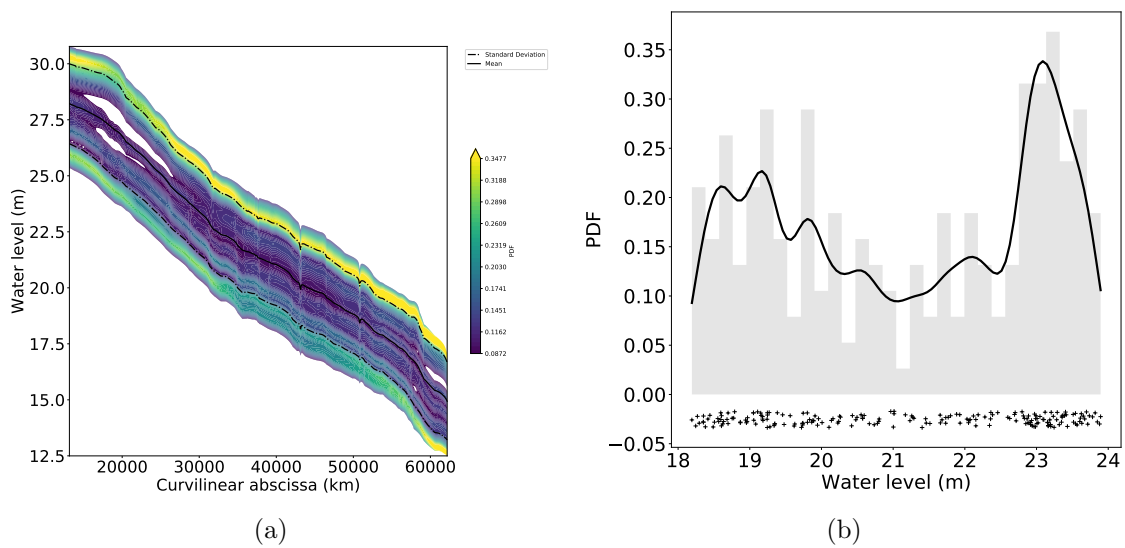 30.0
27.5
25.0
22.5
20.0
17.5
15.0
12.5
Water level (m)
20000 30000 40000 50000 60000
Curvilinear abscissa (km)
Standard Deviation
Mean
0.3477
0.3188
0.2898
0.2609
0.2319
0.2030
0.1741
0.1451
0.1162
0.0872
PDF
(a)
0.35
0.30
0.25
0.20
0.15
0.10
0.05
0.00
−0.05
PDF
18 19 20 21 22 23 24
Water level (m)
(b)